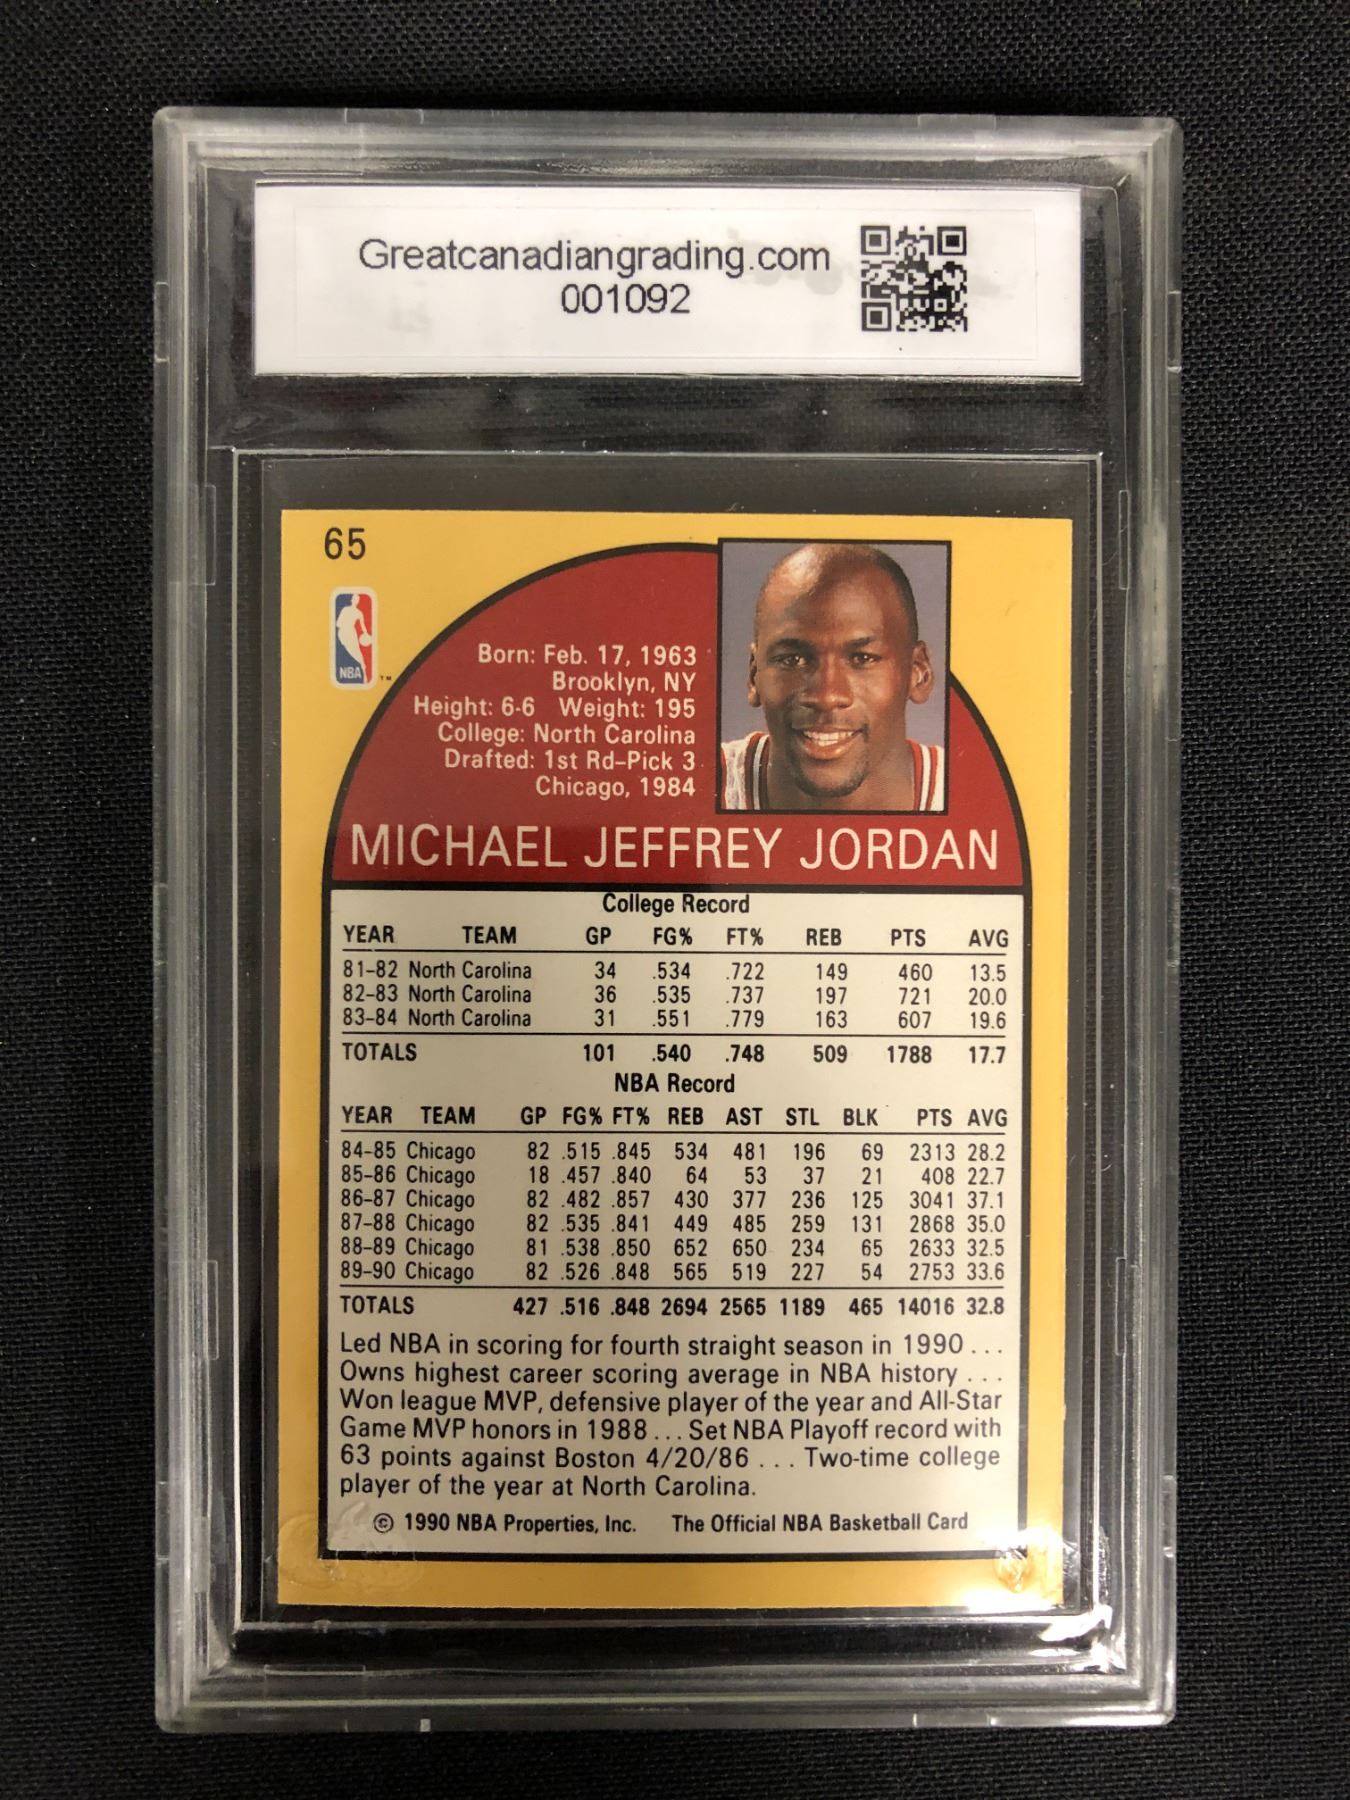 Greatcanadiangrading.com
001092
65
NBA
TM
Born: Feb. 17, 1963
Brooklyn, NY
Height: 6-6 Weight: 195
College: North Carolina
Drafted: 1st Rd–Pick 3
Chicago, 1984
MICHAEL JEFFREY JORDAN
College Record
YEAR TEAM GP FG% FT% REB PTS AVG
81–82 North Carolina 34 .534 .722 149 460 13.5
82–83 North Carolina 36 .535 .737 197 721 20.0
83–84 North Carolina 31 .551 .779 163 607 19.6
TOTALS 101 .540 .748 509 1788 17.7
NBA Record
YEAR TEAM GP FG% FT% REB AST STL BLK PTS AVG
84–85 Chicago 82 .515 .845 534 481 196 69 2313 28.2
85–86 Chicago 18 .457 .840 64 53 37 21 408 22.7
86–87 Chicago 82 .482 .857 430 377 236 125 3041 37.1
87–88 Chicago 82 .535 .841 449 485 259 131 2868 35.0
88–89 Chicago 81 .538 .850 652 650 234 65 2633 32.5
89–90 Chicago 82 .526 .848 565 519 227 54 2753 33.6
TOTALS 427 .516 .848 2694 2565 1189 465 14016 32.8
Led NBA in scoring for fourth straight season in 1990 . . .
Owns highest career scoring average in NBA history . . .
Won league MVP, defensive player of the year and All-Star
Game MVP honors in 1988 . . . Set NBA Playoff record with
63 points against Boston 4/20/86 . . . Two-time college
player of the year at North Carolina.
© 1990 NBA Properties, Inc. The Official NBA Basketball Card